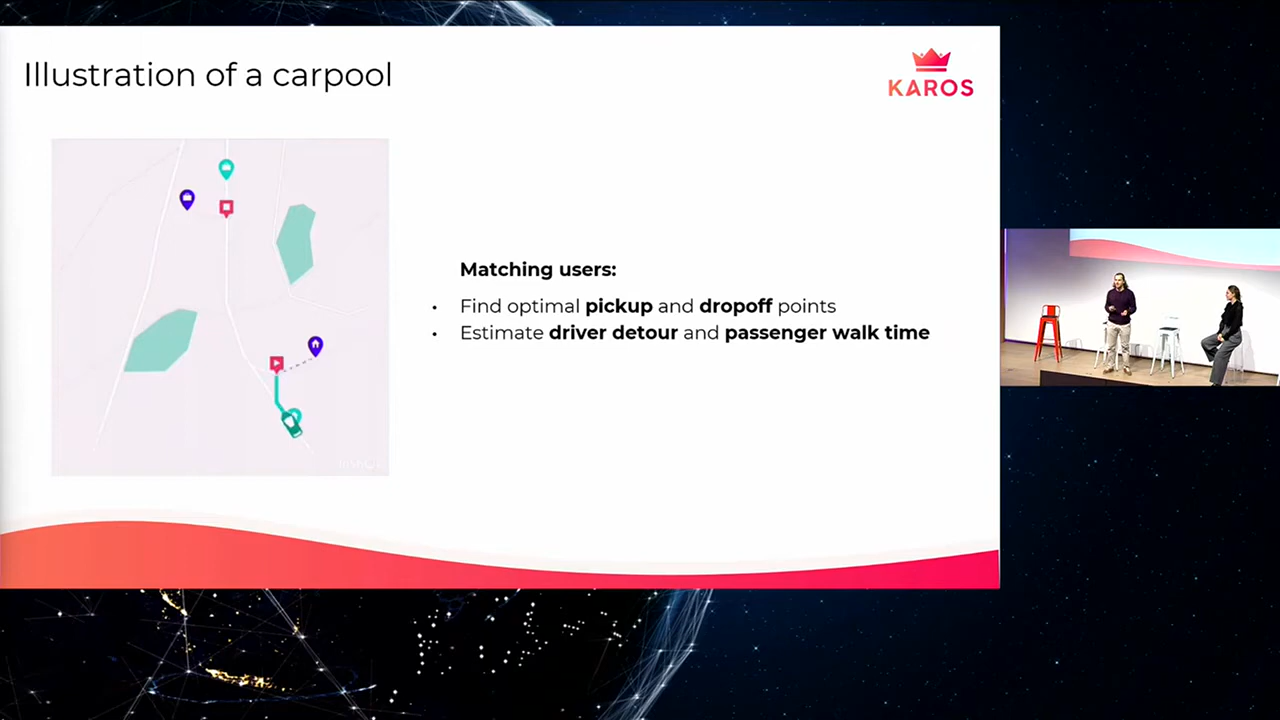 Illustration of a carpool
KAROS
Matching users:
• Find optimal pickup and dropoff points
• Estimate driver detour and passenger walk time